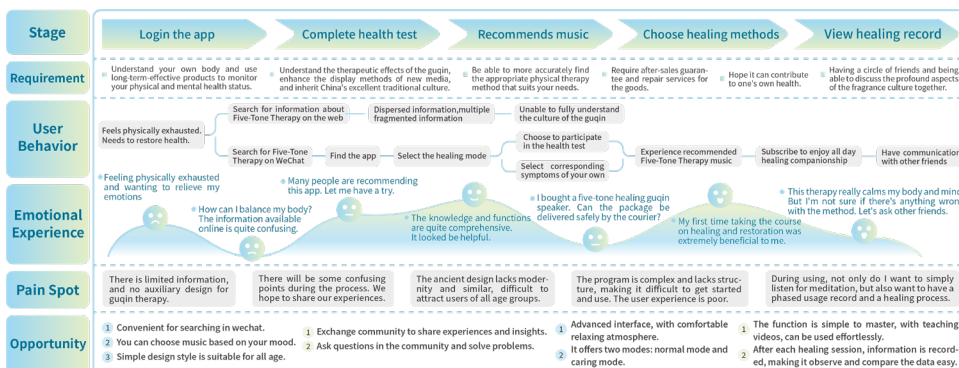 Stage
Login the app
Complete health test
Recommends music
Choose healing methods
View healing record
Requirement
Understand your own body and use
long-term-effective products to monitor
your physical and mental health status.
Understand the therapeutic effects of the guqin,
enhance the display methods of new media,
and inherit China's excellent traditional culture.
Be able to more accurately find
the appropriate physical therapy
method that suits your needs.
Require after-sales guaran-
tee and repair services for
the goods.
Hope it can contribute
to one's own health.
Having a circle of friends and being
able to discuss the profound aspects
of the fragrance culture together.
User
Behavior
Feels physically exhausted.
Needs to restore health.
Search for information about
Five-Tone Therapy on the web
Dispersed information,multiple
fragmented information
Unable to fully understand
the culture of the guqin
Search for Five-Tone
Therapy on WeChat
Find the app
Select the healing mode
Choose to participate
in the health test
Select corresponding
symptoms of your own
Experience recommended
Five-Tone Therapy music
Subscribe to enjoy all day
healing companionship
Have communication
with other friends
Emotional
Experience
Feeling physically exhausted
and wanting to relieve my
emotions
How can I balance my body?
The information available
online is quite confusing.
Many people are recommending
this app. Let me have a try.
The knowledge and functions
are quite comprehensive.
It looked be helpful.
I bought a five-tone healing guqin
speaker. Can the package be
delivered safely by the courier?
My first time taking the course
on healing and restoration was
extremely beneficial to me.
This therapy really calms my body and mind
But I'm not sure if there's anything wron
with the method. Let's ask other friends.
Pain Spot
There is limited information,
and no auxiliary design for
guqin therapy.
There will be some confusing
points during the process. We
hope to share our experiences.
The ancient design lacks moder-
nity and similar, difficult to
attract users of all age groups.
The program is complex and lacks struc-
ture, making it difficult to get started
and use. The user experience is poor.
During using, not only do I want to simply
listen for meditation, but also want to have a
phased usage record and a healing process.
Opportunity
1 Convenient for searching in wechat.
2 You can choose music based on your mood.
3 Simple design style is suitable for all age.
1 Exchange community to share experiences and insights.
2 Ask questions in the community and solve problems.
1 Advanced interface, with comfortable
relaxing atmosphere.
2 It offers two modes: normal mode and
caring mode.
1 The function is simple to master, with teaching
videos, can be used effortlessly.
2 After each healing session, information is record-
ed, making it observe and compare the data easy.